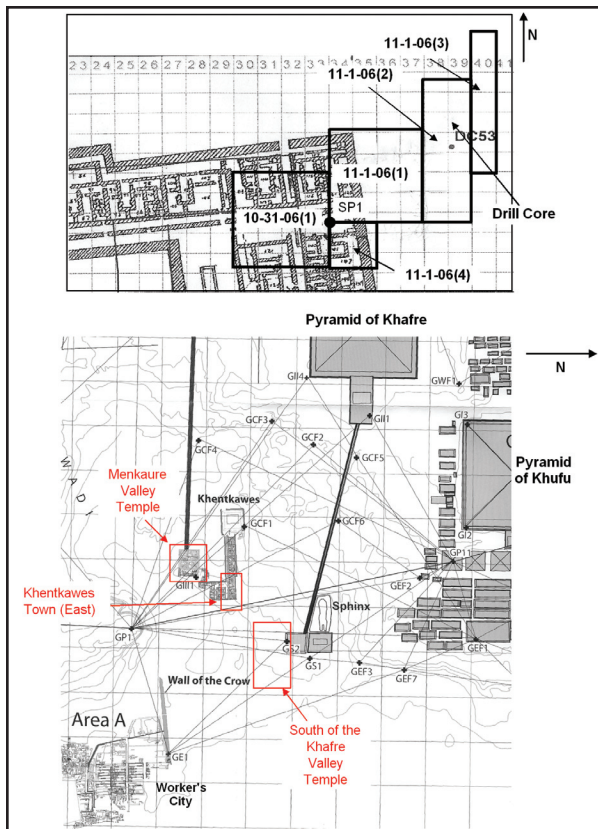 N
11-1-06(3)
23 24 25 26 27 28 29 30 31 32 33 34 35 36 37
40 41
11-1-06(2)
DC53
11-1-06(1)
SP1
10-31-06(1)
Drill Core
11-1-06(4)
Pyramid of Khafre
N
GII4
GWF1
GCF3
GII1
GI3
GCF2
GCF4
GCF5
WADI
Pyramid
of Khufu
Menkaure
Valley
Temple
Khentkawes
GCF1
GCF6
GI2
GP11
GIII1
GEF2
Khentkawes
Town (East)
Sphinx
GP1
GS2
GS1
GEF3
GEF7
GEF1
Wall of the Crow
Area A
South of the
Khafre
Valley
Temple
GE1
Worker's
City